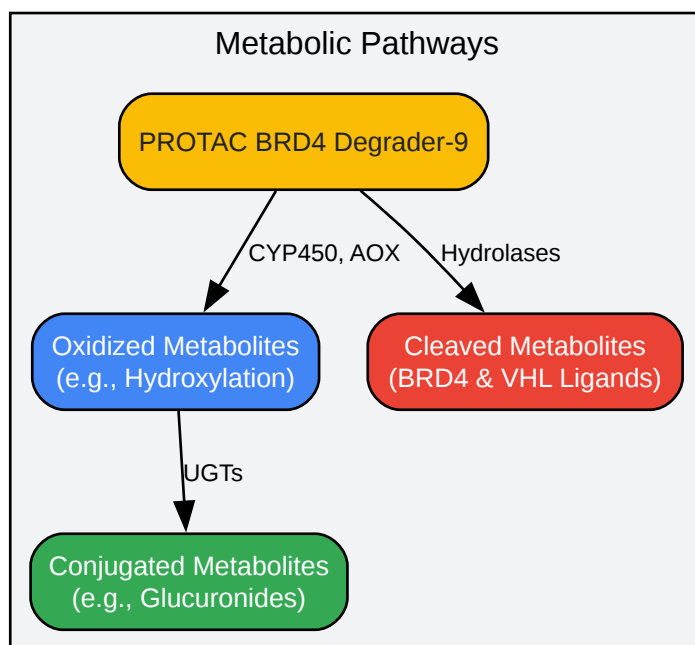 Metabolic Pathways
PROTAC BRD4 Degrader-9
CYP450, AOX
Hydrolases
Oxidized Metabolites
(e.g., Hydroxylation)
Cleaved Metabolites
(BRD4 & VHL Ligands)
UGTs
Conjugated Metabolites
(e.g., Glucuronides)